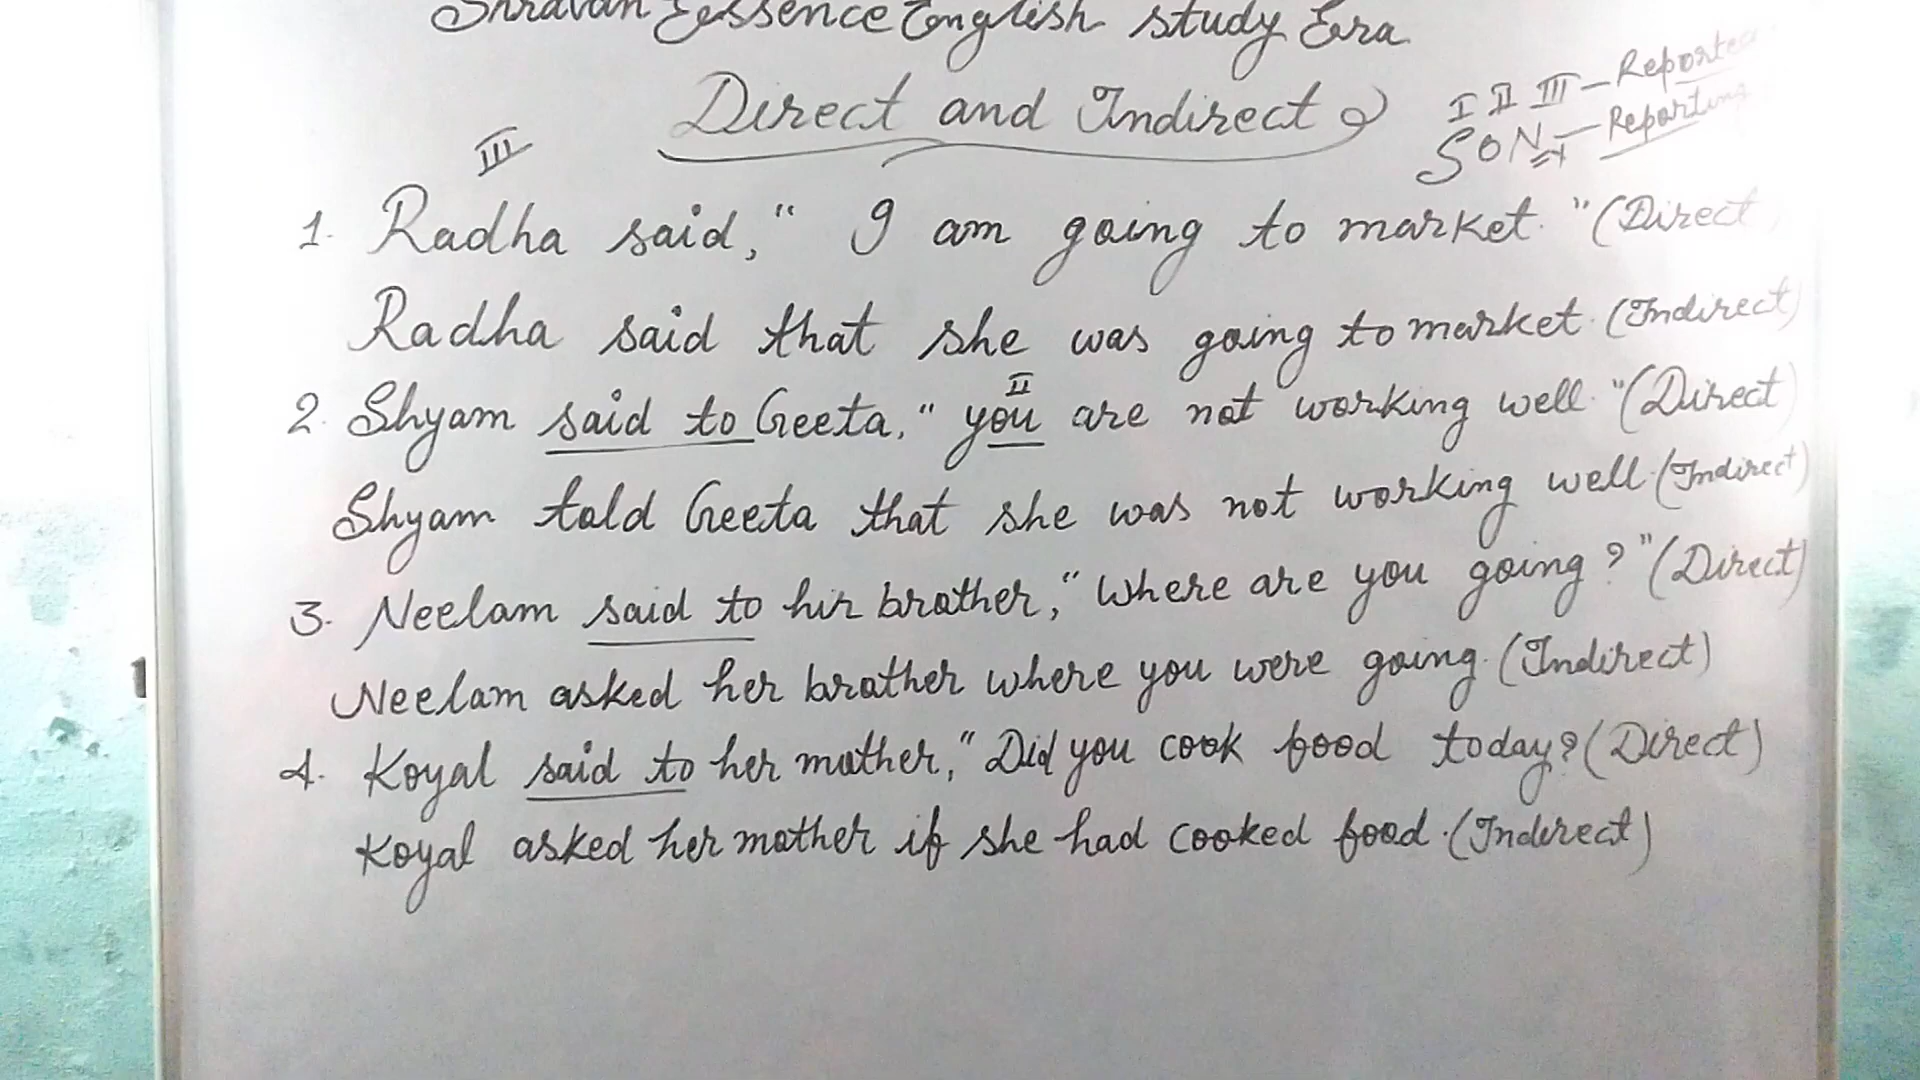 Shravan Eessence English study Era
Direct and Indirect
I II III - Reported
SON - Reporting
III
1. Radha said, " I am going to market. " (Direct)
Radha said that she was going to market. (Indirect)
II
2. Shyam said to Geeta, " you are not working well. " (Direct)
Shyam told Geeta that she was not working well. (Indirect)
3. Neelam said to her brother, " Where are you going? " (Direct)
Neelam asked her brother where you were going. (Indirect)
4. Koyal said to her mother, " Did you cook food today? (Direct)
Koyal asked her mother if she had cooked food. (Indirect)